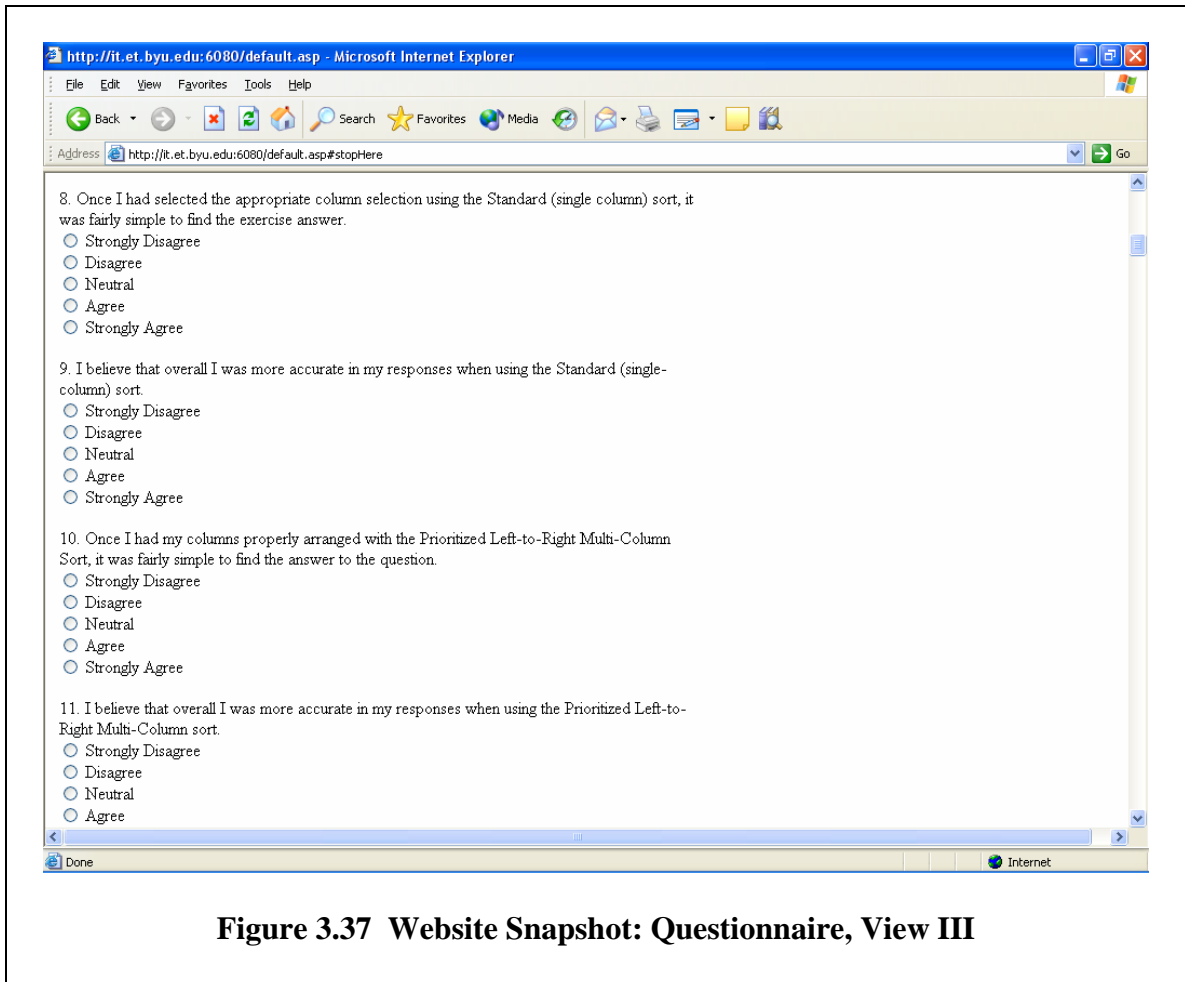 http://it.et.byu.edu:6080/default.asp - Microsoft Internet Explorer
File Edit View Favorites Tools Help
Back Search Favorites Media
Address http://it.et.byu.edu:6080/default.asp#stopHere Go
8. Once I had selected the appropriate column selection using the Standard (single column) sort, it
was fairly simple to find the exercise answer.
Strongly Disagree
Disagree
Neutral
Agree
Strongly Agree
9. I believe that overall I was more accurate in my responses when using the Standard (single-
column) sort.
Strongly Disagree
Disagree
Neutral
Agree
Strongly Agree
10. Once I had my columns properly arranged with the Prioritized Left-to-Right Multi-Column
Sort, it was fairly simple to find the answer to the question.
Strongly Disagree
Disagree
Neutral
Agree
Strongly Agree
11. I believe that overall I was more accurate in my responses when using the Prioritized Left-to-
Right Multi-Column sort.
Strongly Disagree
Disagree
Neutral
Agree
Done Internet
Figure 3.37 Website Snapshot: Questionnaire, View III